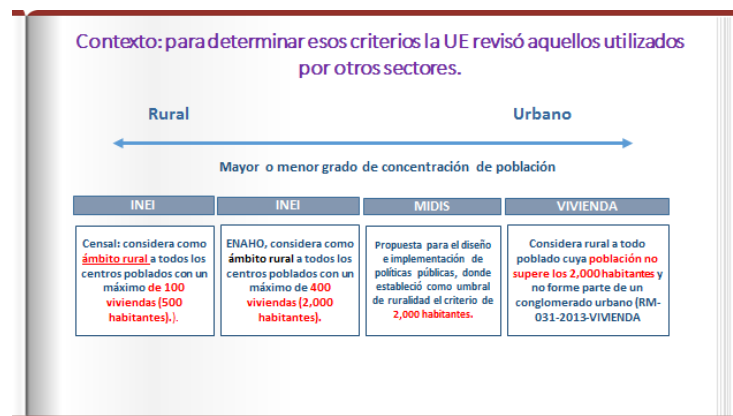 Contexto: para determinar esos criterios la UE revisó aquellos utilizados
por otros sectores.
Rural
Urbano
Mayor o menor grado de concentración de población
INEI
Censal: considera como
ámbito rural a todos los
centros poblados con un
máximo de 100
viviendas (500
habitantes).).
INEI
ENAHO, considera como
ámbito rural a todos los
centros poblados con un
máximo de 400
viviendas (2,000
habitantes).
MIDIS
Propuesta para el diseño
e implementación de
políticas públicas, donde
estableció como umbral
de ruralidad el criterio de
2,000 habitantes.
VIVIENDA
Considera rural a todo
poblado cuya población no
supere los 2,000 habitantes y
no forme parte de un
conglomerado urbano (RM-
031-2013-VIVIENDA